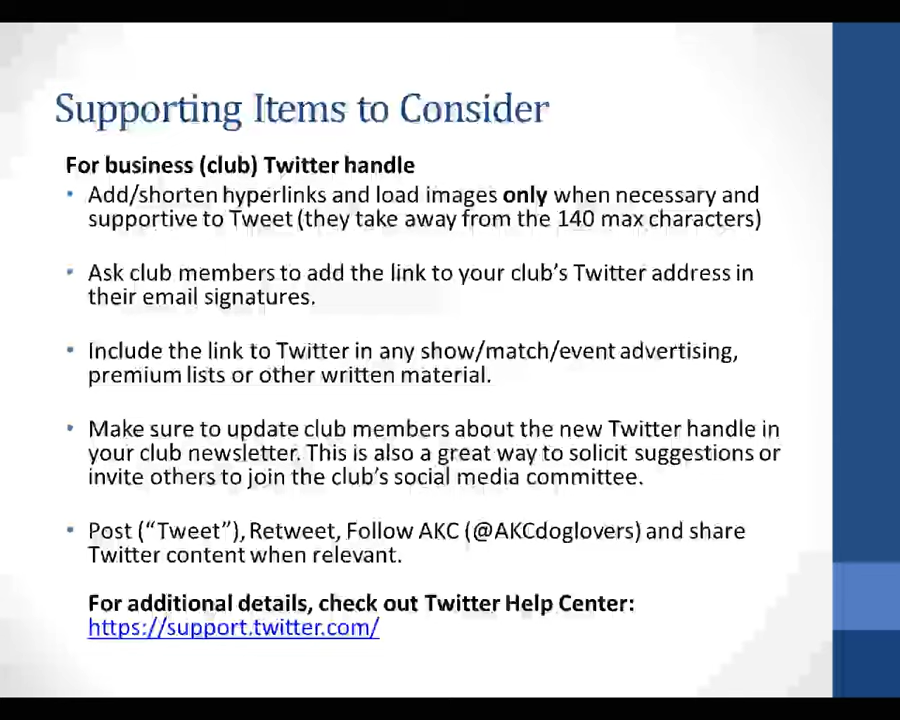 Supporting Items to Consider
For business (club) Twitter handle
• Add/shorten hyperlinks and load images only when necessary and
supportive to Tweet (they take away from the 140 max characters)
• Ask club members to add the link to your club's Twitter address in
their email signatures.
• Include the link to Twitter in any show/match/event advertising,
premium lists or other written material.
• Make sure to update club members about the new Twitter handle in
your club newsletter. This is also a great way to solicit suggestions or
invite others to join the club's social media committee.
• Post (“Tweet”), Retweet, Follow AKC (@AKCdoglovers) and share
Twitter content when relevant.
For additional details, check out Twitter Help Center:
https://support.twitter.com/